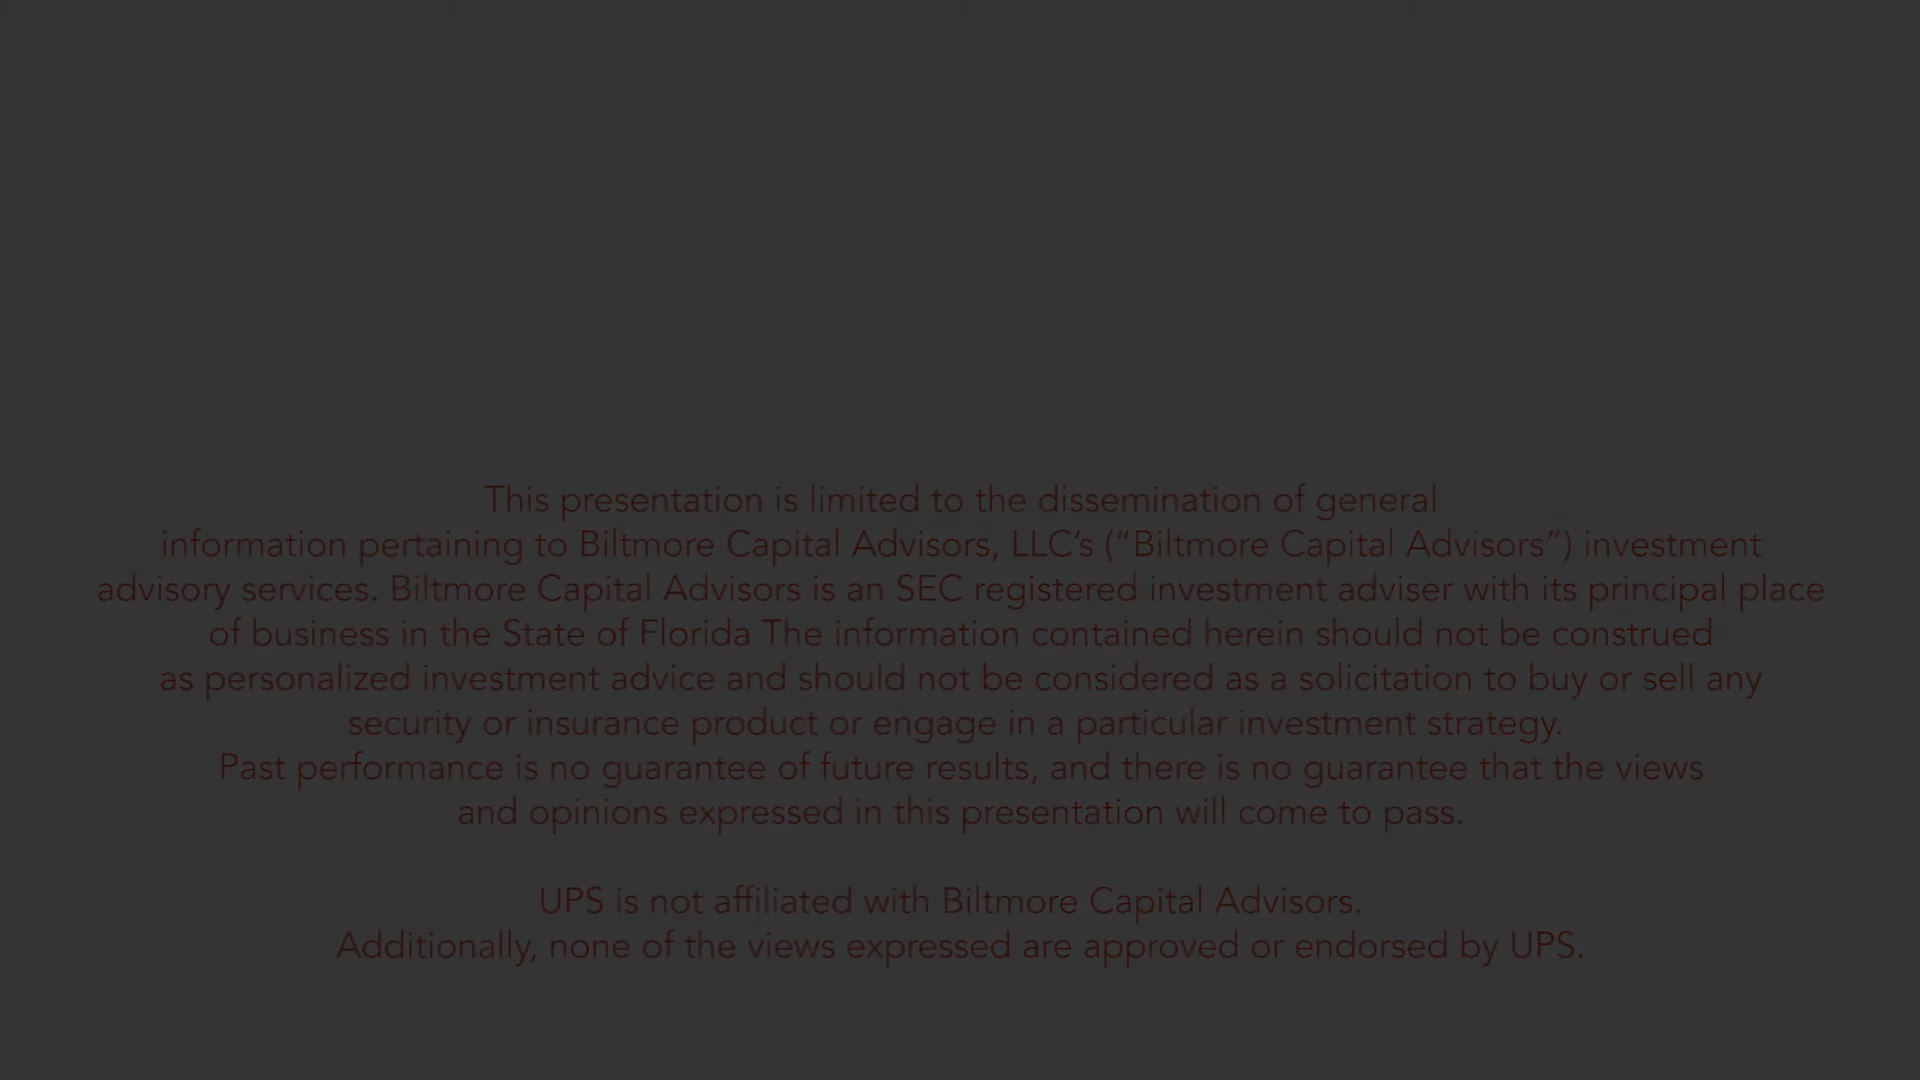 This presentation is limited to the dissemination of general
information pertaining to Biltmore Capital Advisors, LLC’s (“Biltmore Capital Advisors”) investment
advisory services. Biltmore Capital Advisors is an SEC registered investment adviser with its principal place
of business in the State of Florida The information contained herein should not be construed
as personalized investment advice and should not be considered as a solicitation to buy or sell any
security or insurance product or engage in a particular investment strategy.
Past performance is no guarantee of future results, and there is no guarantee that the views
and opinions expressed in this presentation will come to pass.
UPS is not affiliated with Biltmore Capital Advisors.
Additionally, none of the views expressed are approved or endorsed by UPS.